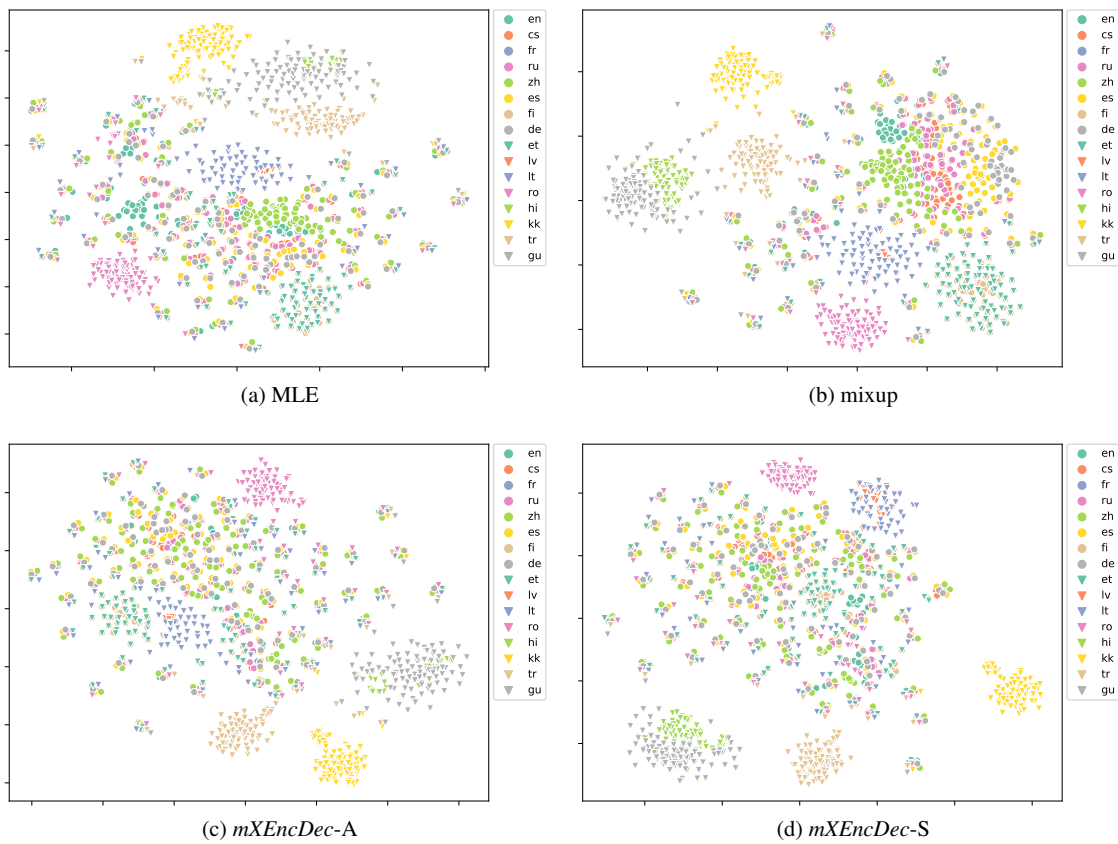 en
cs
fr
ru
zh
es
fi
de
et
lv
lt
ro
hi
kk
tr
gu
(a) MLE
en
cs
fr
ru
zh
es
fi
de
et
lv
lt
ro
hi
kk
tr
gu
(b) mixup
en
cs
fr
ru
zh
es
fi
de
et
lv
lt
ro
hi
kk
tr
gu
(c) mXEncDec-A
en
cs
fr
ru
zh
es
fi
de
et
lv
lt
ro
hi
kk
tr
gu
(d) mXEncDec-S